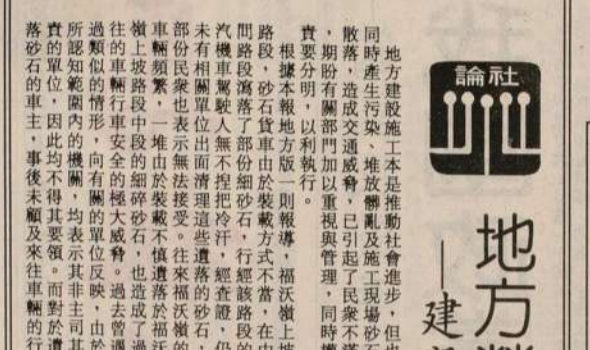 論社
地方
─建
地方建設施工本是推動社會進步，但
同時產生污染、堆放髒亂及施工現場砂石
散落，造成交通威脅，已引起了民衆不滿
，期盼有關部門加以重視與管理，同時
責要分明，以利執行。
根據本報地方版一則報導，福沃嶺上坡
路段，砂石貨車由於裝載方式不當，在
間路段瀉落了部份細砂石，行經該路段的
汽機車駕駛人無不捏把冷汗，經查證，仍
未有相關單位出面清理這些遺落的砂石，
部份民衆也表示無法接受。往來福沃嶺的
車輛頻繁，一堆由於裝載不慎遺落於福沃
嶺上坡路段中段的細碎砂石，也造成了過
往的車輛行車安全的極大威脅。過去曾遇
過類似的情形，向有關的單位反映，由於
所認知範圍內的機關，均表示其非主司其
責的單位，因此均不得其要領。而對於遺
落砂石的車主，事後未顧及來往車輛的行